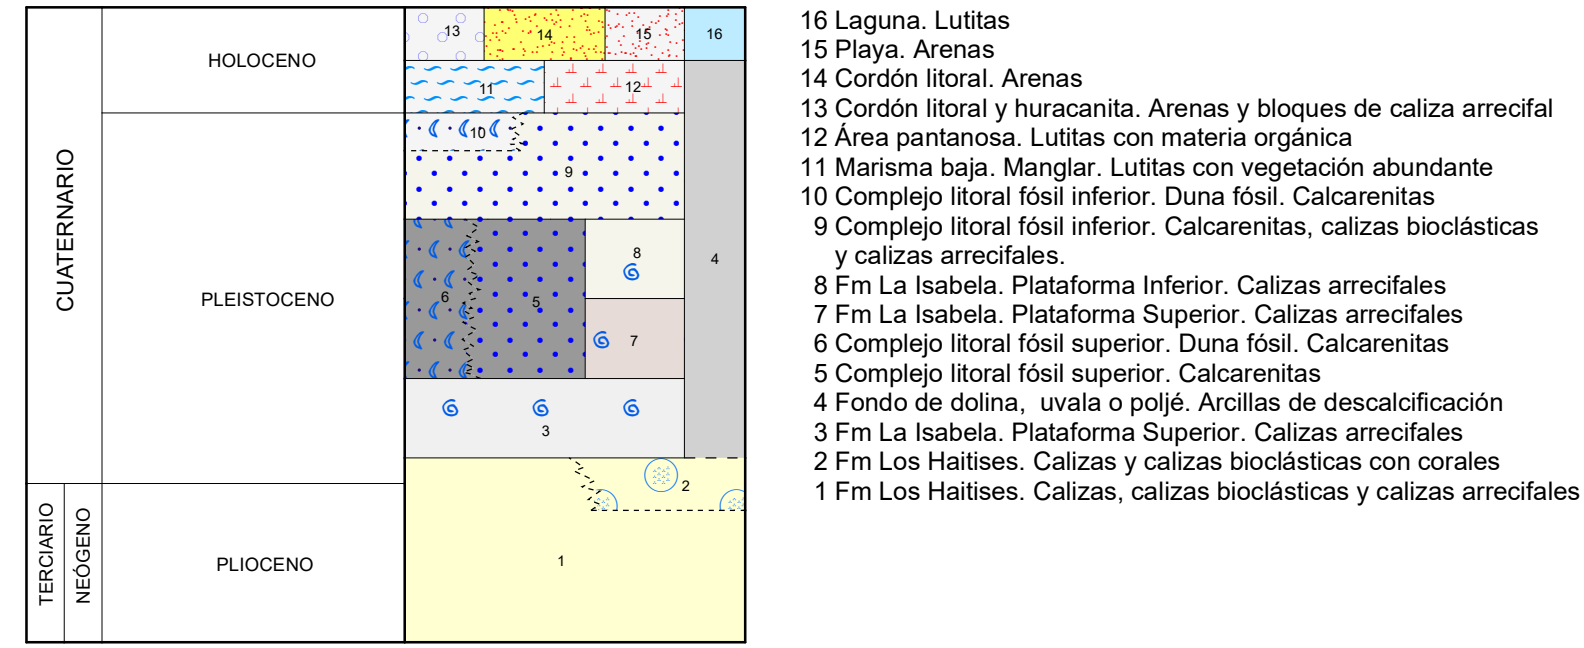 HOLOCENO
CUATERNARIO
PLEISTOCENO
TERCIARIO
NEÓGENO
PLIOCENO
13
14
15
16
11
12
10
9
8
4
6
5
7
3
2
1
16 Laguna. Lutitas
15 Playa. Arenas
14 Cordón litoral. Arenas
13 Cordón litoral y huracanita. Arenas y bloques de caliza arrecifal
12 Área pantanosa. Lutitas con materia orgánica
11 Marisma baja. Manglar. Lutitas con vegetación abundante
10 Complejo litoral fósil inferior. Duna fósil. Calcarenitas
9 Complejo litoral fósil inferior. Calcarenitas, calizas bioclásticas
y calizas arrecifales.
8 Fm La Isabela. Plataforma Inferior. Calizas arrecifales
7 Fm La Isabela. Plataforma Superior. Calizas arrecifales
6 Complejo litoral fósil superior. Duna fósil. Calcarenitas
5 Complejo litoral fósil superior. Calcarenitas
4 Fondo de dolina, uvala o poljé. Arcillas de descalcificación
3 Fm La Isabela. Plataforma Superior. Calizas arrecifales
2 Fm Los Haitises. Calizas y calizas bioclásticas con corales
1 Fm Los Haitises. Calizas, calizas bioclásticas y calizas arrecifales